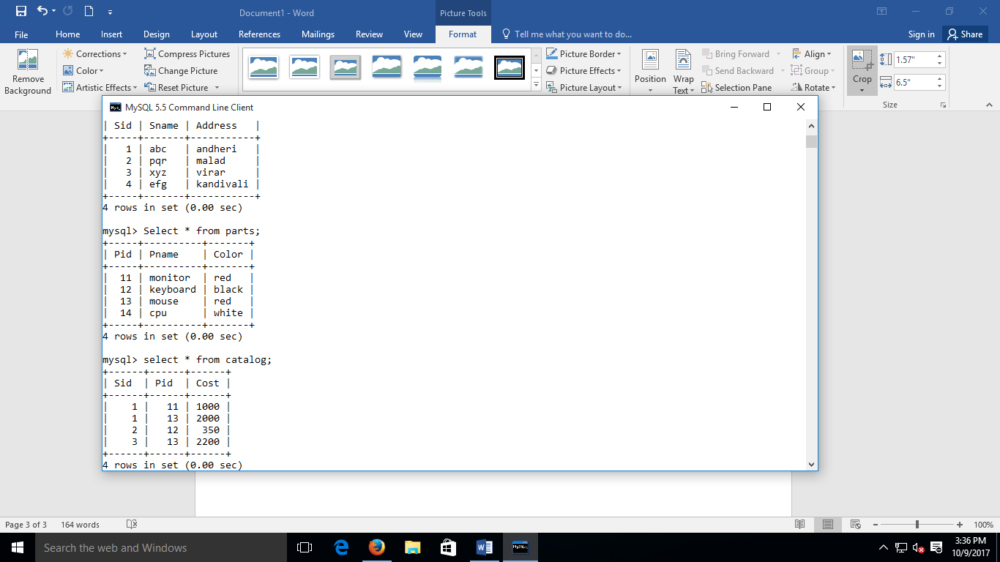 Document1 - Word
Picture Tools
File Home Insert Design Layout References Mailings Review View Format Tell me what you want to do... Sign in Share
Remove Background
Corrections
Color
Artistic Effects
Compress Pictures
Change Picture
Reset Picture
Picture Border
Picture Effects
Picture Layout
Position
Wrap Text
Bring Forward
Send Backward
Selection Pane
Align
Group
Rotate
Crop
1.57"
6.5"
Size
MySQL 5.5 Command Line Client
| Sid | Sname | Address   |
+-----+-------+-----------+
|   1 | abc   | andheri   |
|   2 | pqr   | malad     |
|   3 | xyz   | virar     |
|   4 | efg   | kandivali |
+-----+-------+-----------+
4 rows in set (0.00 sec)
mysql> Select * from parts;
+-----+----------+-------+
| Pid | Pname    | Color |
+-----+----------+-------+
|  11 | monitor  | red   |
|  12 | keyboard | black |
|  13 | mouse    | red   |
|  14 | cpu      | white |
+-----+----------+-------+
4 rows in set (0.00 sec)
mysql> select * from catalog;
+------+------+------+
| Sid  | Pid  | Cost |
+------+------+------+
|    1 |   11 | 1000 |
|    1 |   13 | 2000 |
|    2 |   12 |  350 |
|    3 |   13 | 2200 |
+------+------+------+
4 rows in set (0.00 sec)
Page 3 of 3 164 words
100%
Search the web and Windows
3:36 PM
10/9/2017